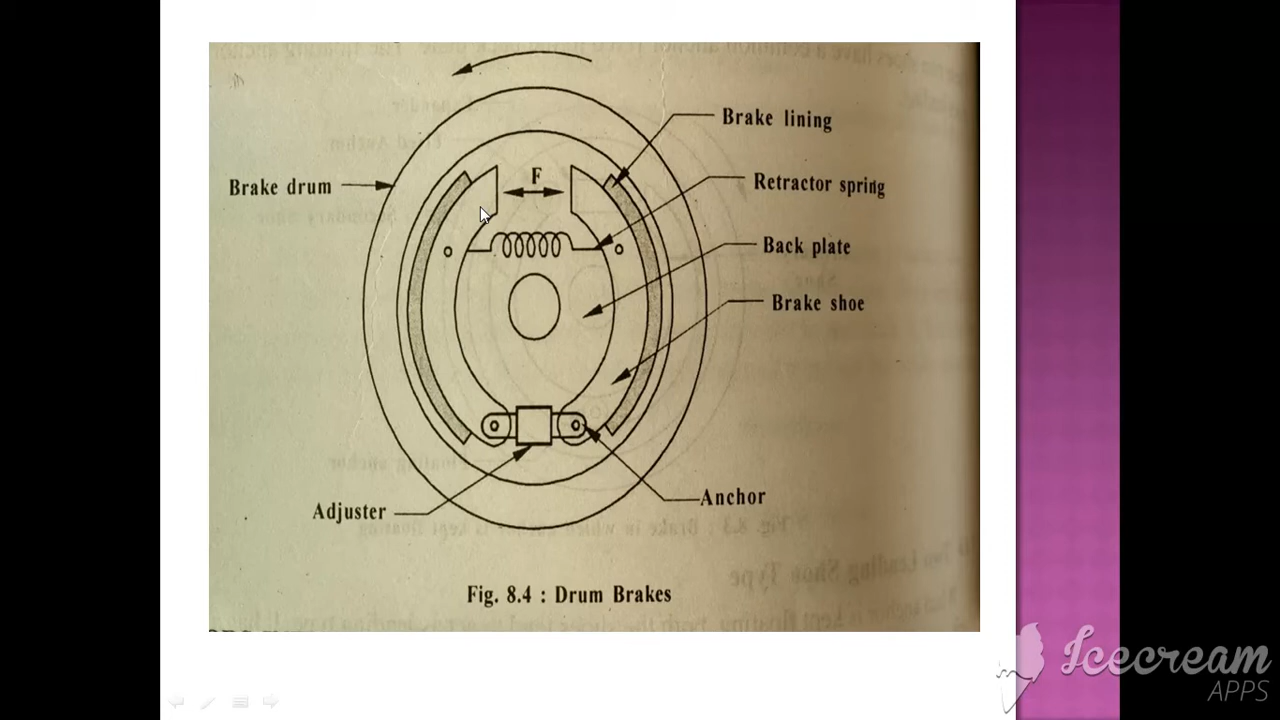 Brake lining
Retractor spring
Brake drum
F
Back plate
Brake shoe
Anchor
Adjuster
Fig. 8.4 : Drum Brakes
Icecream
APPS